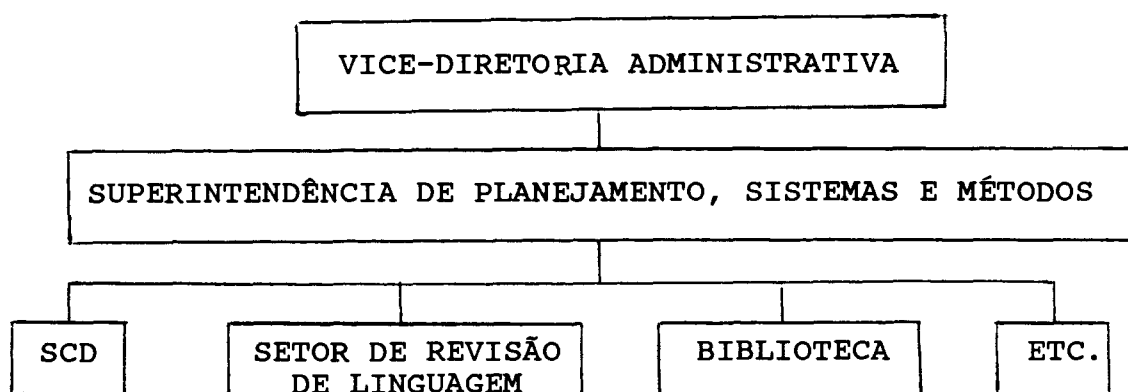 VICE-DIRETORIA ADMINISTRATIVA
SUPERINTENDÊNCIA DE PLANEJAMENTO, SISTEMAS E MÉTODOS
SCD
SETOR DE REVISÃO
DE LINGUAGEM
BIBLIOTECA
ETC.